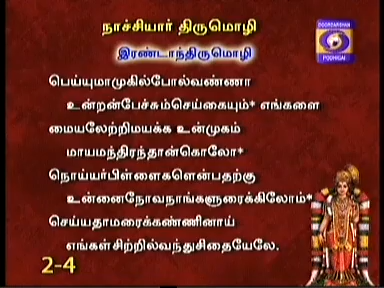 நாச்சியார் திருமொழி
இரண்டாந்திருமொழி
DOORDARSHAN
PODHIGAI
பெய்யுமாமுகில்போல்வண்ணா
உன்றன்பேச்சும்செய்கையும்* எங்களை
மையலேற்றிமயக்க உன்முகம்
மாயமந்திரந்தான்கொலோ*
நொய்யர்பிள்ளைகளென்பதற்கு
உன்னைநோவநாங்களுரைக்கிலோம்*
செய்யதாமரைக்கண்ணினாய்
எங்கள்சிற்றில்வந்துசிதையேலே.
2-4